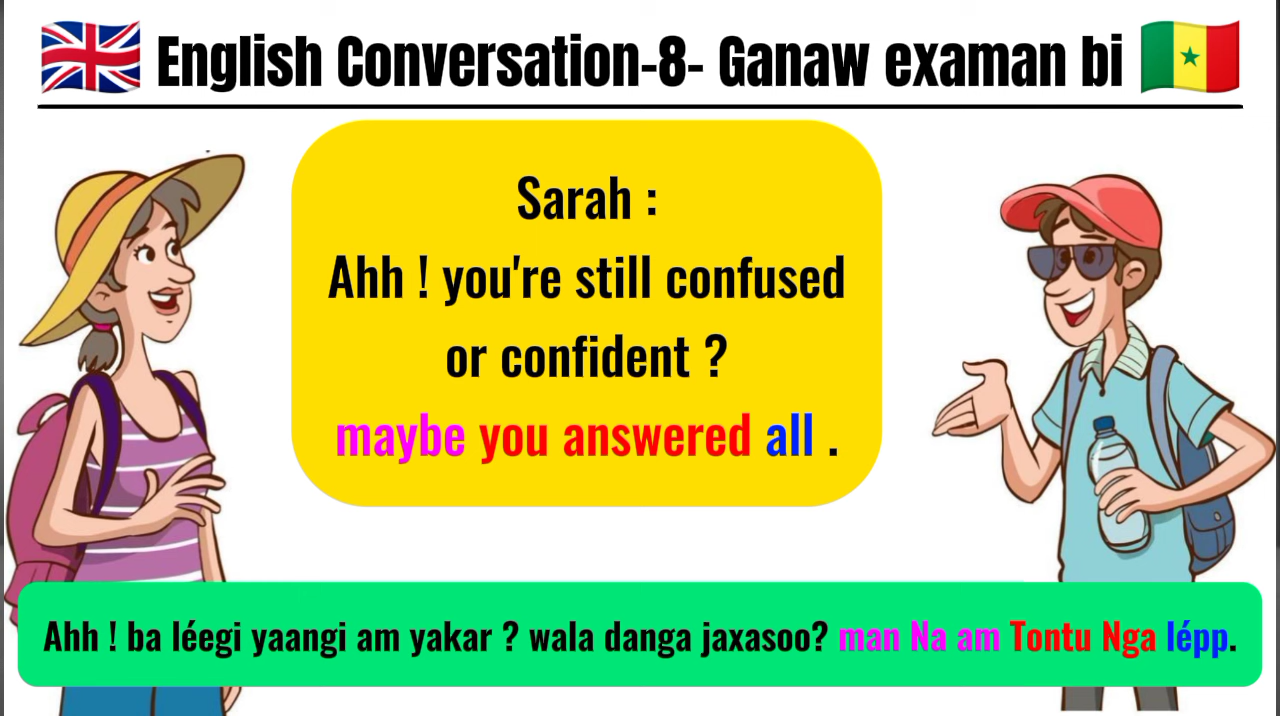 English Conversation-8- Ganaw examan bi
Sarah :
Ahh ! you're still confused
or confident ?
maybe you answered all .
Ahh ! ba léegi yaangi am yakar ? wala danga jaxasoo? man Na am Tontu Nga lépp.